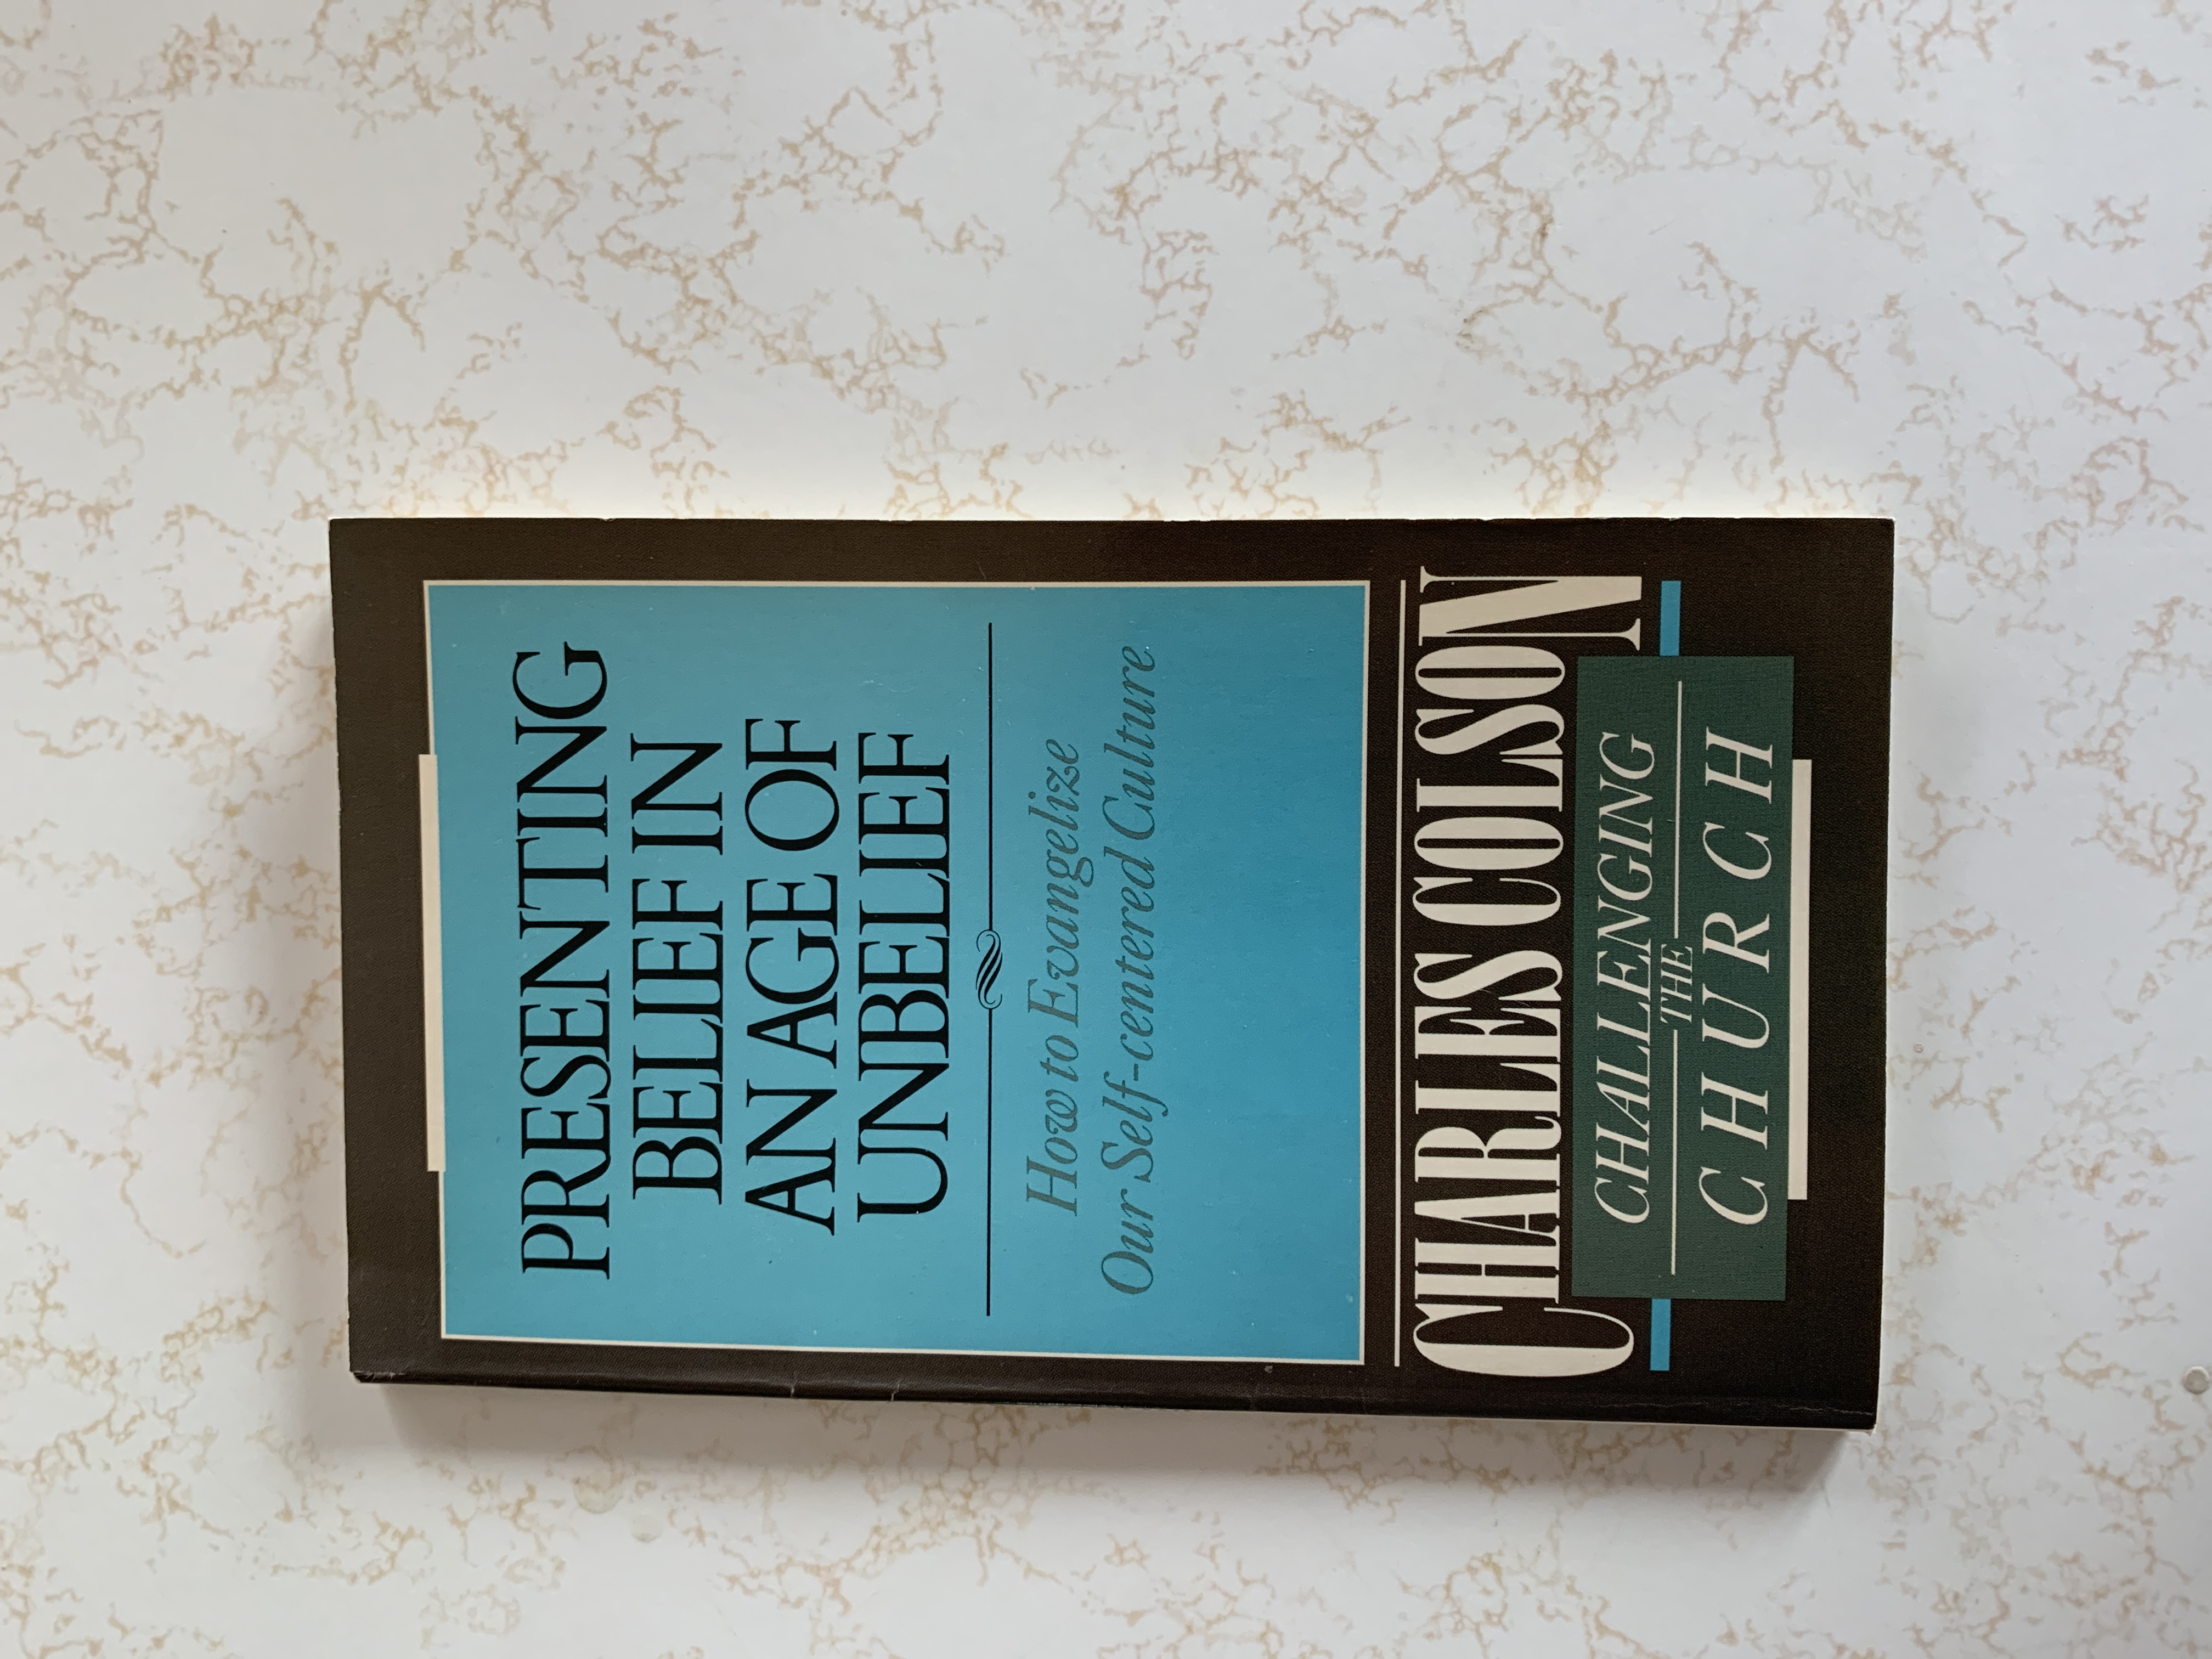 PRESENTING
BELIEF IN
AN AGE OF
UNBELIEF
How to Evangelize
Our Self-centered Culture
CHARLES COLSON
CHALLENGING
THE
CHURCH